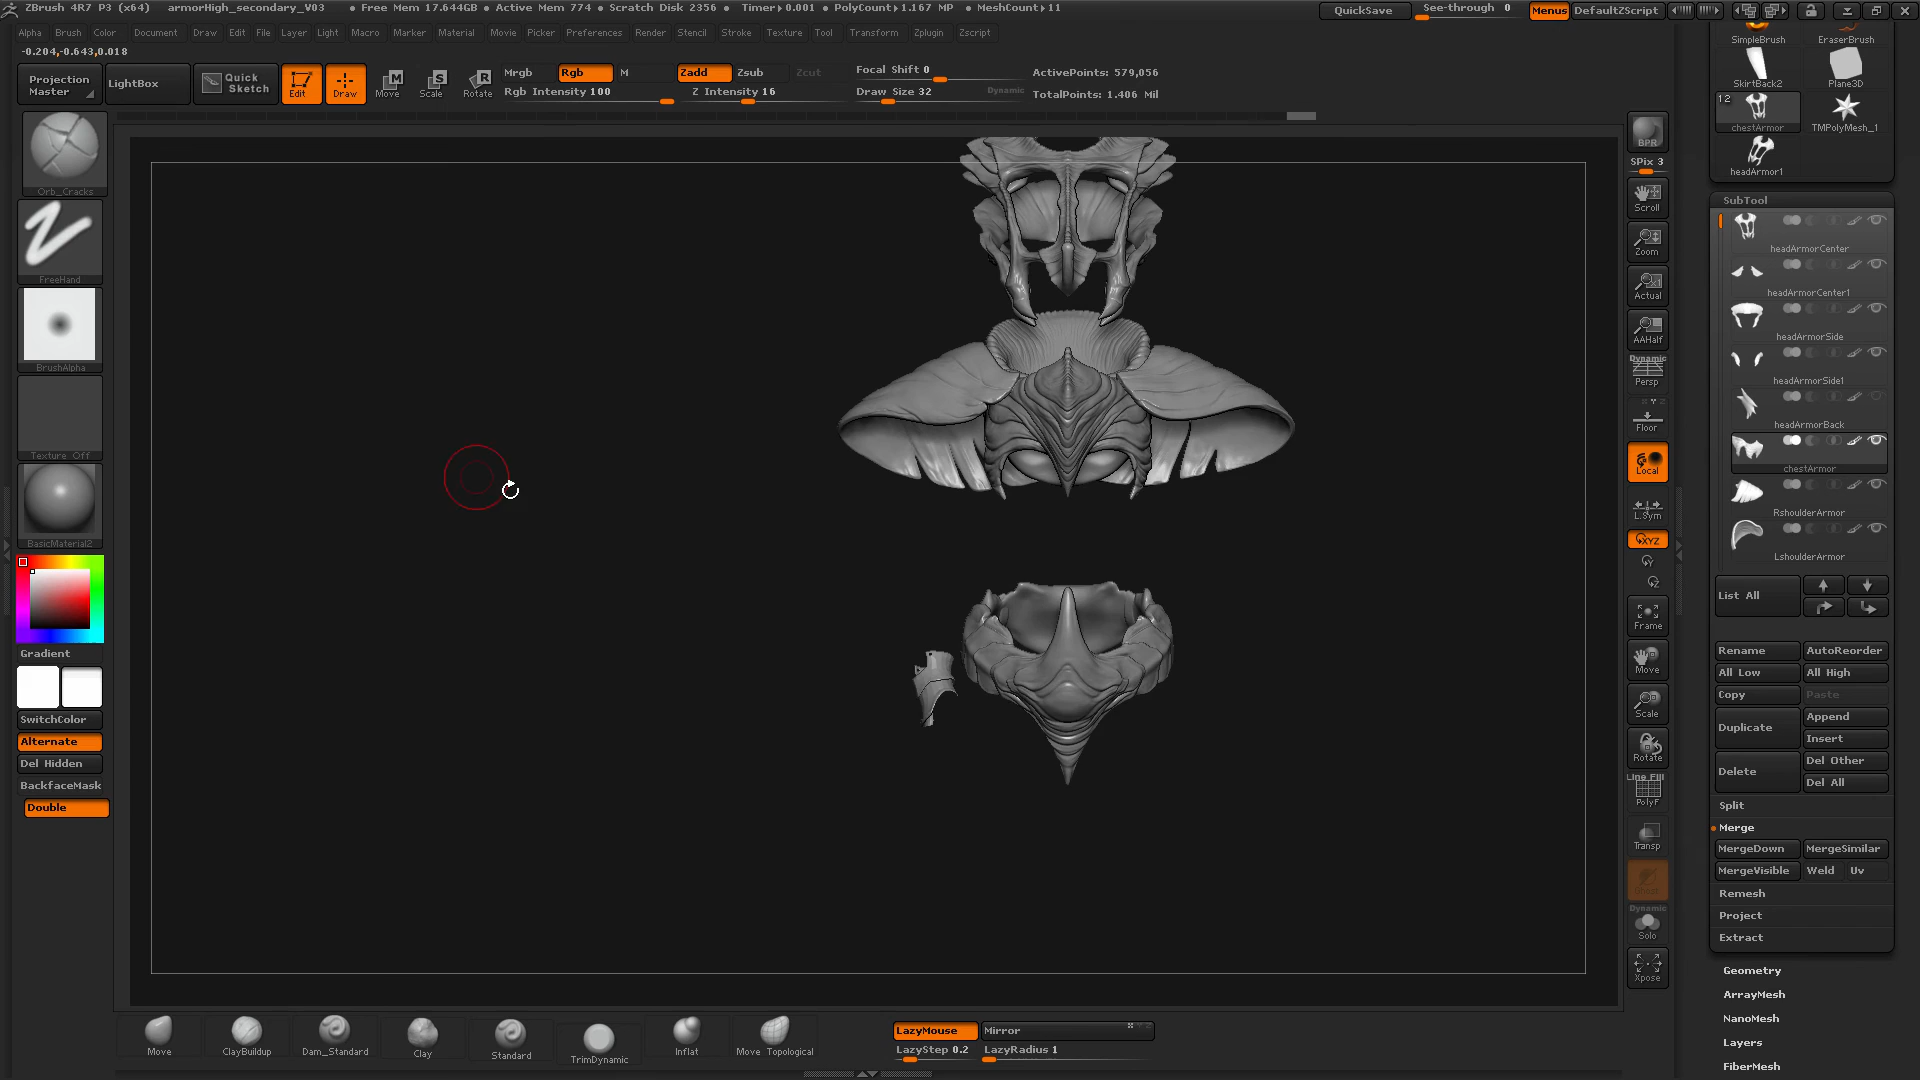 ZBrush 4R7 P3 (x64) armorHigh_secondary_V03 • Free Mem 17.644GB • Active Mem 774 • Scratch Disk 2356 • Timer▸0.001 • PolyCount▸1.167 MP • MeshCount▸11 QuickSave See-through 0 Menus DefaultZScript
Alpha Brush Color Document Draw Edit File Layer Light Macro Marker Material Movie Picker Preferences Render Stencil Stroke Texture Tool Transform Zplugin Zscript
-0.204,-0.643,0.018
Projection Master
LightBox
Quick Sketch
Edit
Draw
Move
Scale
Rotate
Mrgb Rgb M
Rgb Intensity 100
Zadd Zsub Zcut
Z Intensity 16
Focal Shift 0
Draw Size 32 Dynamic
ActivePoints: 579,056
TotalPoints: 1.406 Mil
Orb_Cracks
FreeHand
BrushAlpha
Texture Off
BasicMaterial2
Gradient
SwitchColor
Alternate
Del Hidden
BackfaceMask
Double
BPR
SPix 3
Scroll
Zoom
Actual
AAHalf
Dynamic
Persp
Floor
Local
L.Sym
XYZ
Y
Z
Frame
Move
Scale
Rotate
Line Fill
PolyF
Transp
Ghost
Dynamic
Solo
Xpose
SimpleBrush EraserBrush
SkirtBack2 Plane3D
12
chestArmor TMPolyMesh_1
headArmor1
SubTool
headArmorCenter
headArmorCenter1
headArmorSide
headArmorSide1
headArmorBack
chestArmor
RshoulderArmor
LshoulderArmor
List All
Rename AutoReorder
All Low All High
Copy Paste
Duplicate Append
Insert
Delete Del Other
Del All
Split
Merge
MergeDown MergeSimilar
MergeVisible Weld Uv
Remesh
Project
Extract
Geometry
ArrayMesh
NanoMesh
Layers
FiberMesh
Move ClayBuildup Dam_Standard Clay Standard TrimDynamic Inflat Move Topological
LazyMouse Mirror
LazyStep 0.2 LazyRadius 1